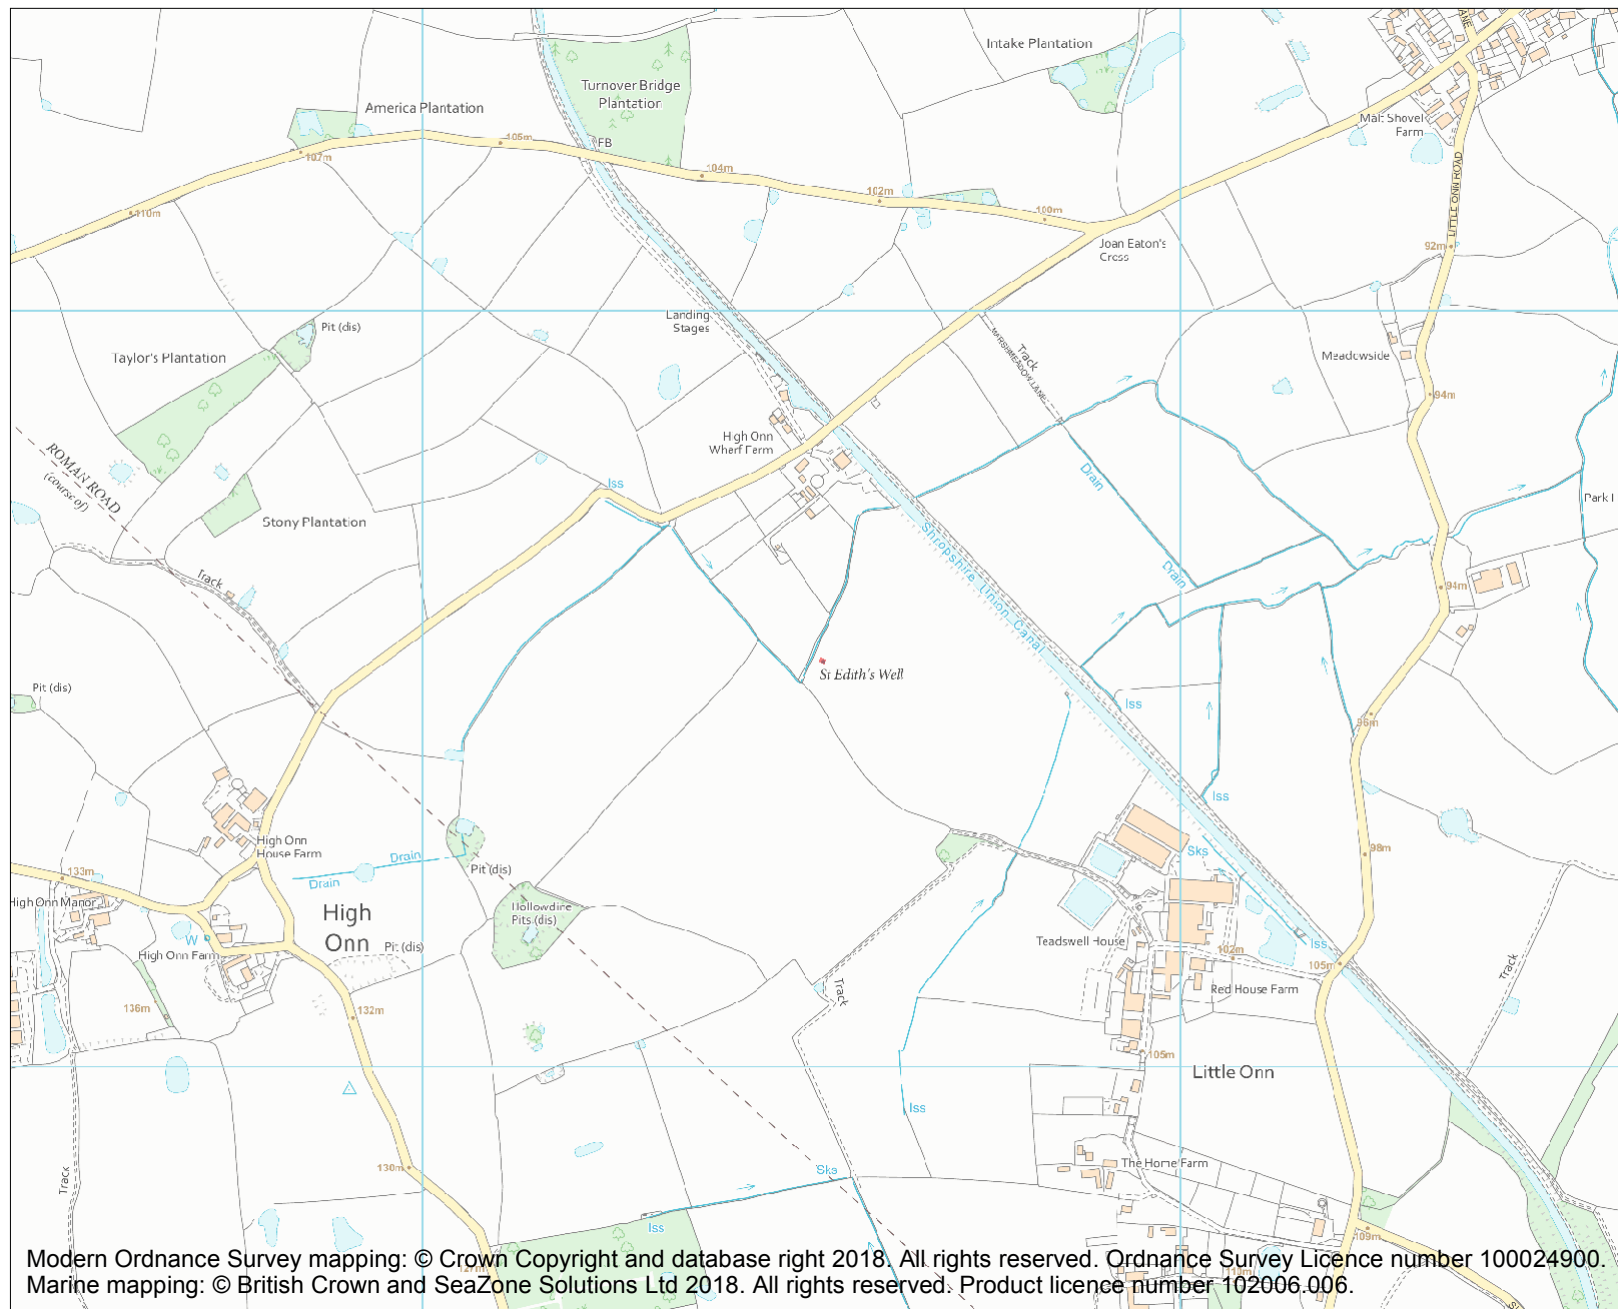 Intake Plantation
LANE
Turnover Bridge
Plantation
America Plantation
Malt Shovel
Farm
105m
FB
107m
104m
102m
LITTLE ONN ROAD
110m
100m
Joan Eaton's
Cross
92m
Landing
Stages
Pit (dis)
Track
MARSHMEADOW LANE
Taylor's Plantation
Meadowside
94m
High Onn
Wharf Farm
ROMAN ROAD
(course of)
Iss
Drain
Park
Stony Plantation
Shropshire Union Canal
Drain
Track
94m
St Edith's Well
Pit (dis)
Iss
96m
Iss
High Onn
House Farm
Drain
Drain
Pit (dis)
Sks
98m
133m
High Onn Manor
High
Onn
Hollowdine
Pits (dis)
W
Pit (dis)
High Onn Farm
Teadswell House
102m
Iss
105m
Track
Red House Farm
Track
136m
132m
105m
Little Onn
Iss
Track
130m
Sks
The Home Farm
Iss
109m
127m
110m
Modern Ordnance Survey mapping: © Crown Copyright and database right 2018. All rights reserved. Ordnance Survey Licence number 100024900.
Marine mapping: © British Crown and SeaZone Solutions Ltd 2018. All rights reserved. Product licence number 102006.006.